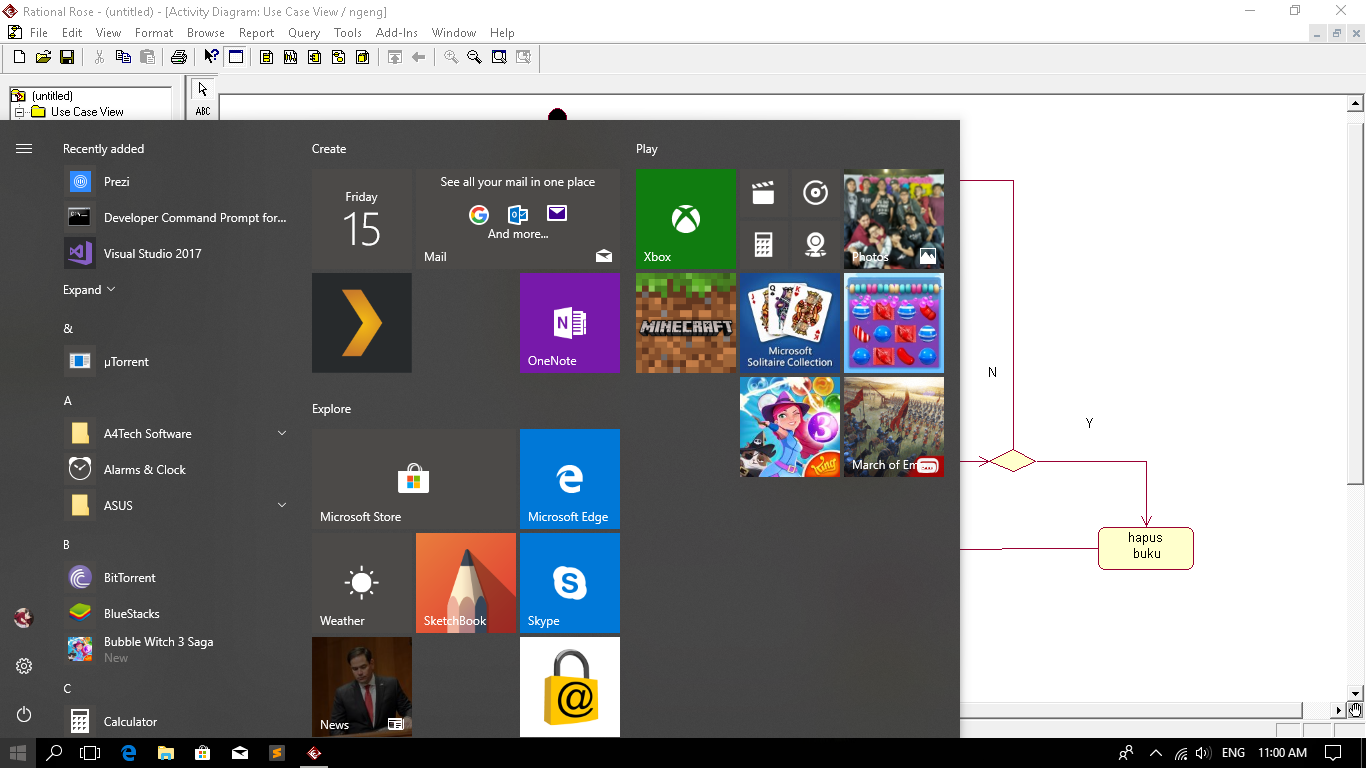 Rational Rose - (untitled) - [Activity Diagram: Use Case View / ngeng]
File Edit View Format Browse Report Query Tools Add-Ins Window Help
(untitled)
Use Case View
ABC
Recently added
Prezi
Developer Command Prompt for...
Visual Studio 2017
Expand
&
µTorrent
A
A4Tech Software
Alarms & Clock
ASUS
B
BitTorrent
BlueStacks
Bubble Witch 3 Saga
New
C
Calculator
Create
Friday
15
See all your mail in one place
And more...
Mail
OneNote
Explore
Microsoft Store
Microsoft Edge
Weather
SketchBook
Skype
News
Play
Xbox
Photos
MINECRAFT
Microsoft
Solitaire Collection
3
King
March of Em
N
Y
hapus
buku
ENG 11:00 AM